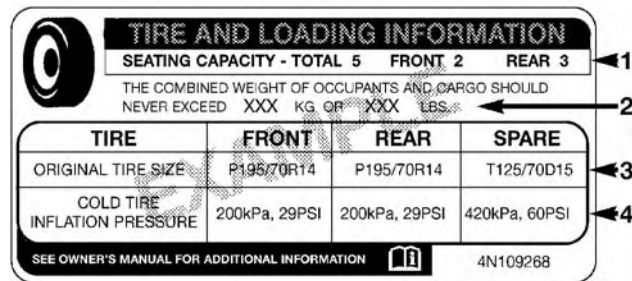 TIRE AND LOADING INFORMATION
SEATING CAPACITY - TOTAL 5 FRONT 2 REAR 3
1
THE COMBINED WEIGHT OF OCCUPANTS AND CARGO SHOULD
NEVER EXCEED XXX KG OR XXX LBS.
2
TIRE FRONT REAR SPARE
ORIGINAL TIRE SIZE P195/70R14 P195/70R14 T125/70D15
3
COLD TIRE
INFLATION PRESSURE 200kPa, 29PSI 200kPa, 29PSI 420kPa, 60PSI
4
SEE OWNER'S MANUAL FOR ADDITIONAL INFORMATION 4N109268
EXAMPLE